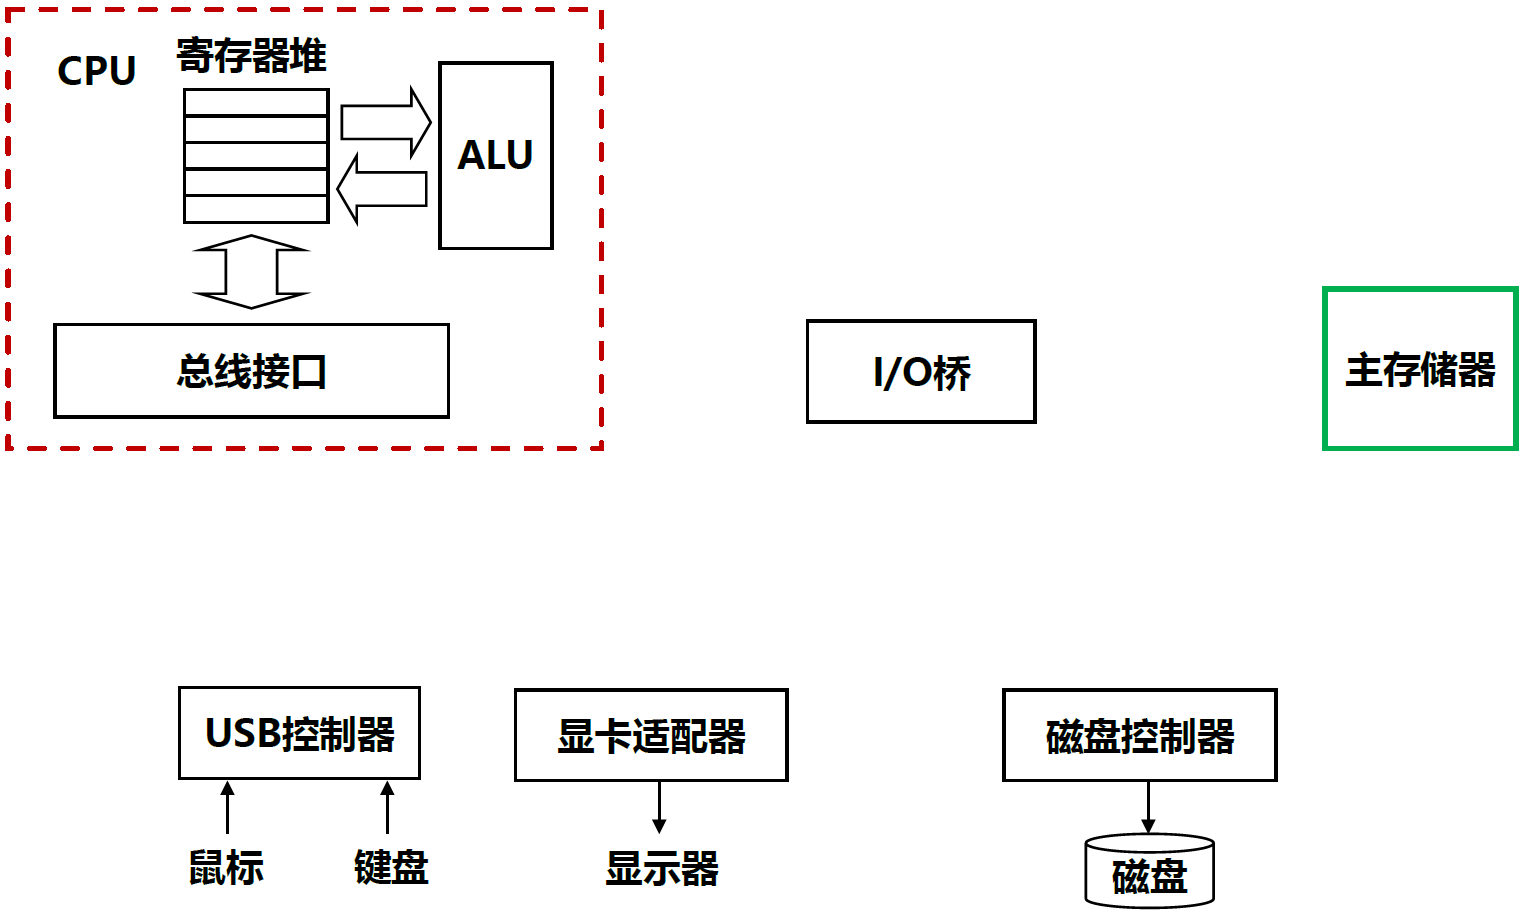 CPU
寄存器堆
ALU
总线接口
I/O桥
主存储器
USB控制器
显卡适配器
磁盘控制器
鼠标
键盘
显示器
磁盘